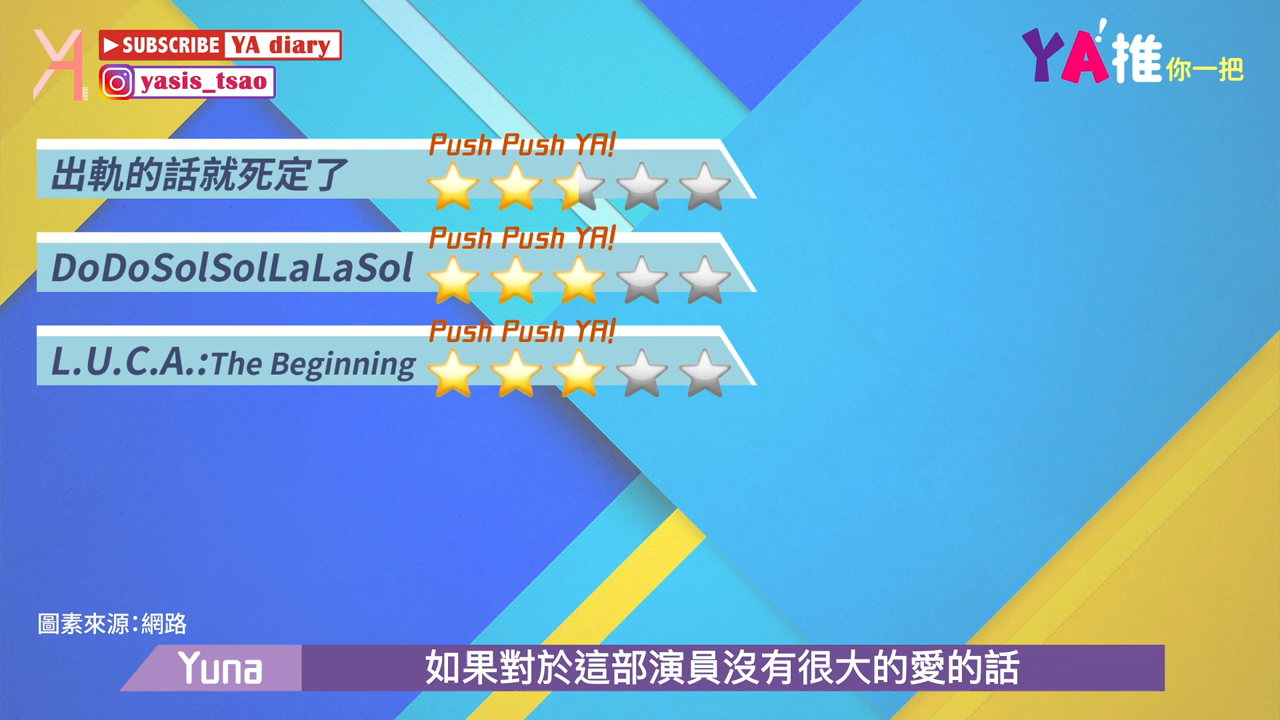 YA
SUBSCRIBE YA diary
yasis_tsao
YA!推你一把
Push Push YA!
出軌的話就死定了
Push Push YA!
DoDoSolSolLaLaSol
Push Push YA!
L.U.C.A.:The Beginning
圖素來源:網路
Yuna 如果對於這部演員沒有很大的愛的話